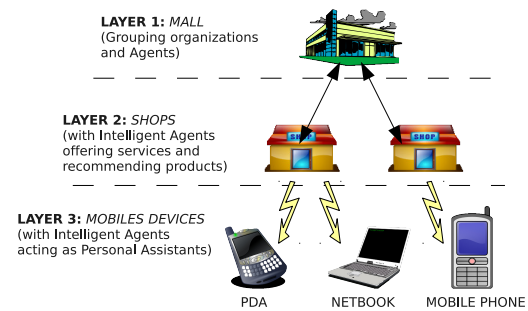 LAYER 1: MALL
(Grouping organizations
and Agents)
LAYER 2: SHOPS
(with Intelligent Agents
offering services and
recommending products)
SHOP
SHOP
LAYER 3: MOBILES DEVICES
(with Intelligent Agents
acting as Personal Assistants)
PDA
NETBOOK
MOBILE PHONE